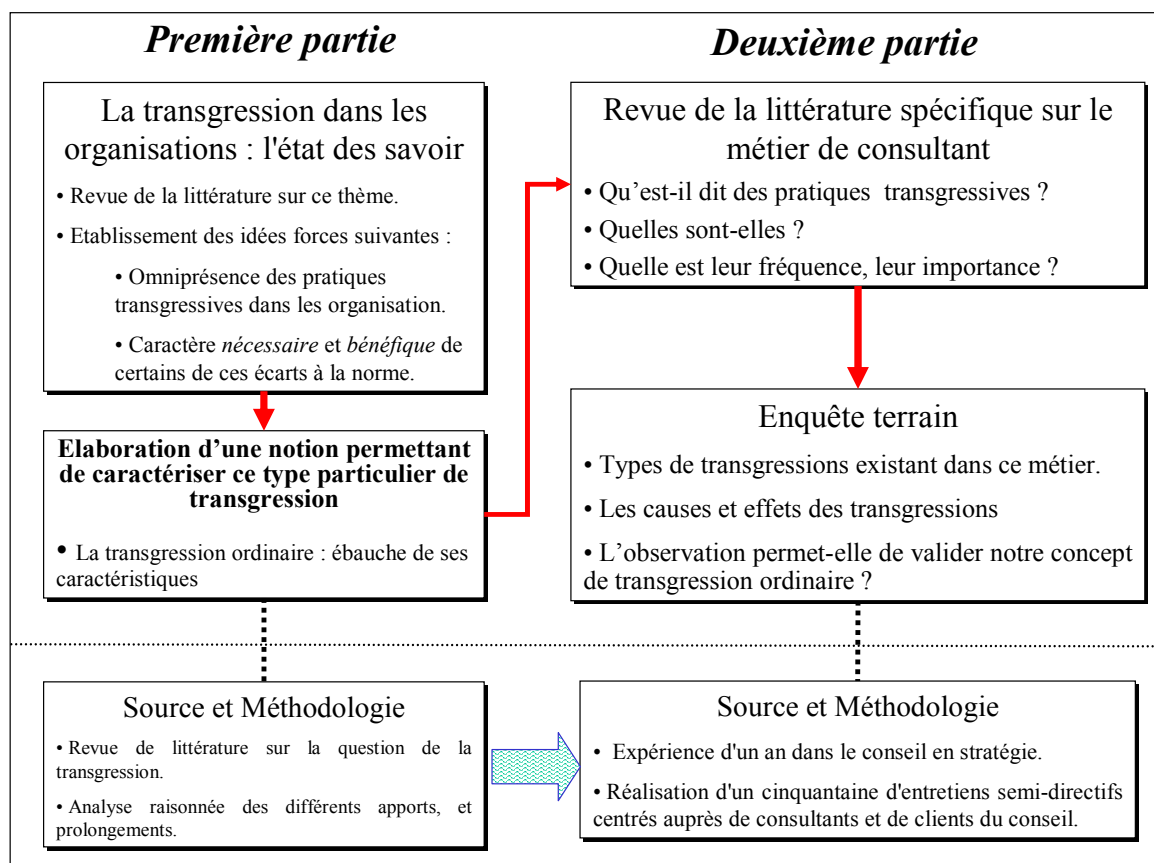 Première partie
La transgression dans les
organisations : l'état des savoir
• Revue de la littérature sur ce thème.
• Etablissement des idées forces suivantes :
• Omniprésence des pratiques
transgressives dans les organisation.
• Caractère nécessaire et bénéfique de
certains de ces écarts à la norme.
Elaboration d’une notion permettant
de caractériser ce type particulier de
transgression
• La transgression ordinaire : ébauche de ses
caractéristiques
Source et Méthodologie
• Revue de littérature sur la question de la
transgression.
• Analyse raisonnée des différents apports, et
prolongements.
Deuxième partie
Revue de la littérature spécifique sur le
métier de consultant
• Qu’est-il dit des pratiques transgressives ?
• Quelles sont-elles ?
• Quelle est leur fréquence, leur importance ?
Enquête terrain
• Types de transgressions existant dans ce métier.
• Les causes et effets des transgressions
• L’observation permet-elle de valider notre concept
de transgression ordinaire ?
Source et Méthodologie
• Expérience d'un an dans le conseil en stratégie.
• Réalisation d'un cinquantaine d'entretiens semi-directifs
centrés auprès de consultants et de clients du conseil.